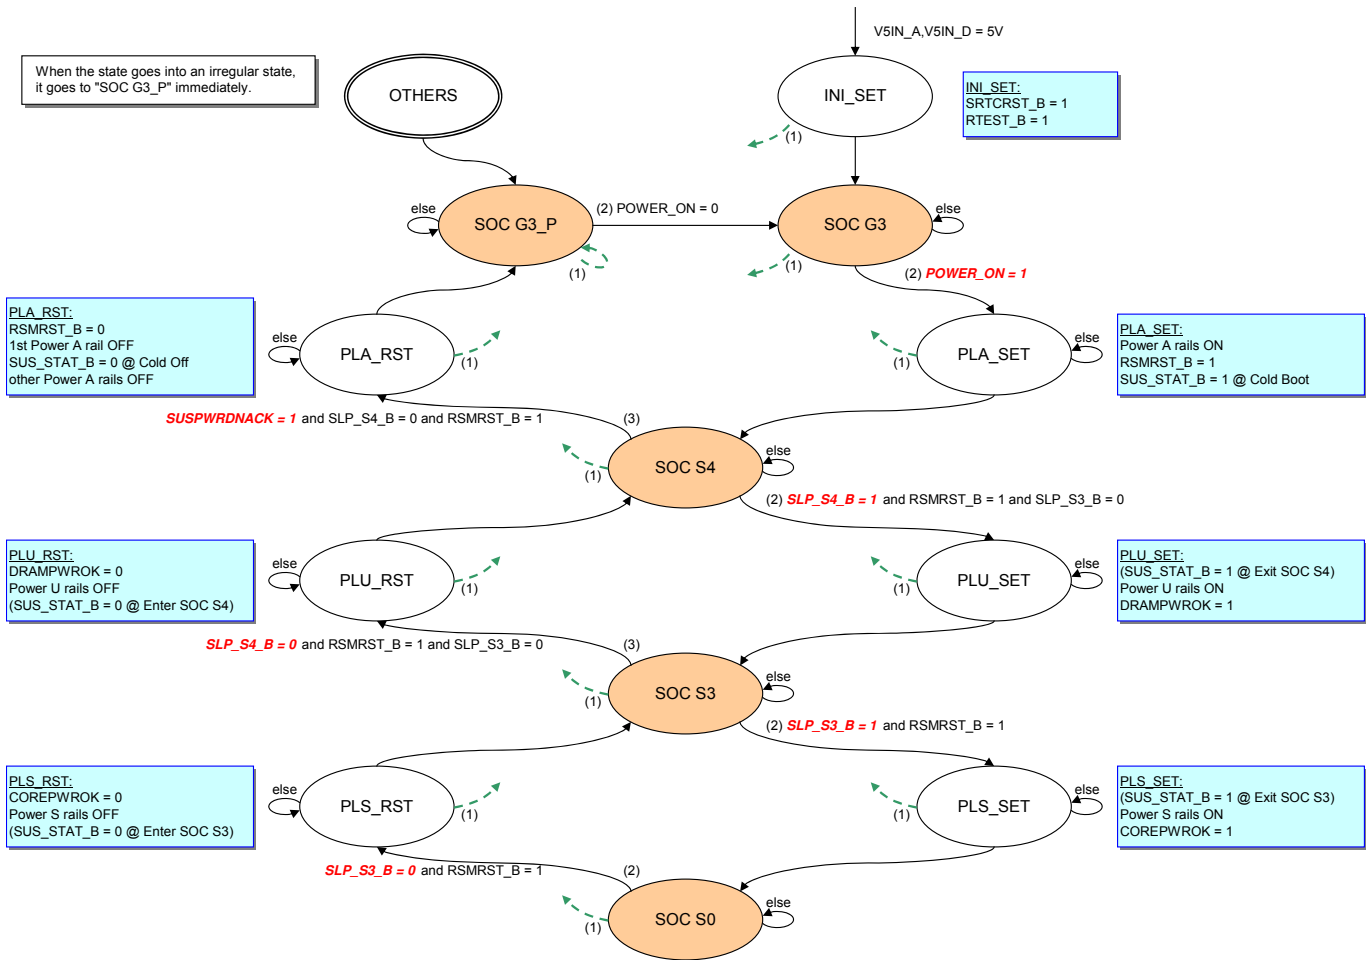 V5IN_A,V5IN_D = 5V
When the state goes into an irregular state,
it goes to "SOC G3_P" immediately.
OTHERS
INI_SET
INI_SET:
SRTCRST_B = 1
RTEST_B = 1
(1)
else
SOC G3_P
(2) POWER_ON = 0
SOC G3
else
(1)
(1)
(2) POWER_ON = 1
PLA_RST:
RSMRST_B = 0
1st Power A rail OFF
SUS_STAT_B = 0 @ Cold Off
other Power A rails OFF
else
PLA_RST
(1)
(1)
PLA_SET
else
PLA_SET:
Power A rails ON
RSMRST_B = 1
SUS_STAT_B = 1 @ Cold Boot
SUSPWRDNACK = 1 and SLP_S4_B = 0 and RSMRST_B = 1
(3)
SOC S4
else
(1)
(2) SLP_S4_B = 1 and RSMRST_B = 1 and SLP_S3_B = 0
PLU_RST:
DRAMPWROK = 0
Power U rails OFF
(SUS_STAT_B = 0 @ Enter SOC S4)
else
PLU_RST
(1)
(1)
PLU_SET
else
PLU_SET:
(SUS_STAT_B = 1 @ Exit SOC S4)
Power U rails ON
DRAMPWROK = 1
SLP_S4_B = 0 and RSMRST_B = 1 and SLP_S3_B = 0
(3)
SOC S3
else
(1)
(2) SLP_S3_B = 1 and RSMRST_B = 1
PLS_RST:
COREPWROK = 0
Power S rails OFF
(SUS_STAT_B = 0 @ Enter SOC S3)
else
PLS_RST
(1)
(1)
PLS_SET
else
PLS_SET:
(SUS_STAT_B = 1 @ Exit SOC S3)
Power S rails ON
COREPWROK = 1
SLP_S3_B = 0 and RSMRST_B = 1
(2)
SOC S0
else
(1)